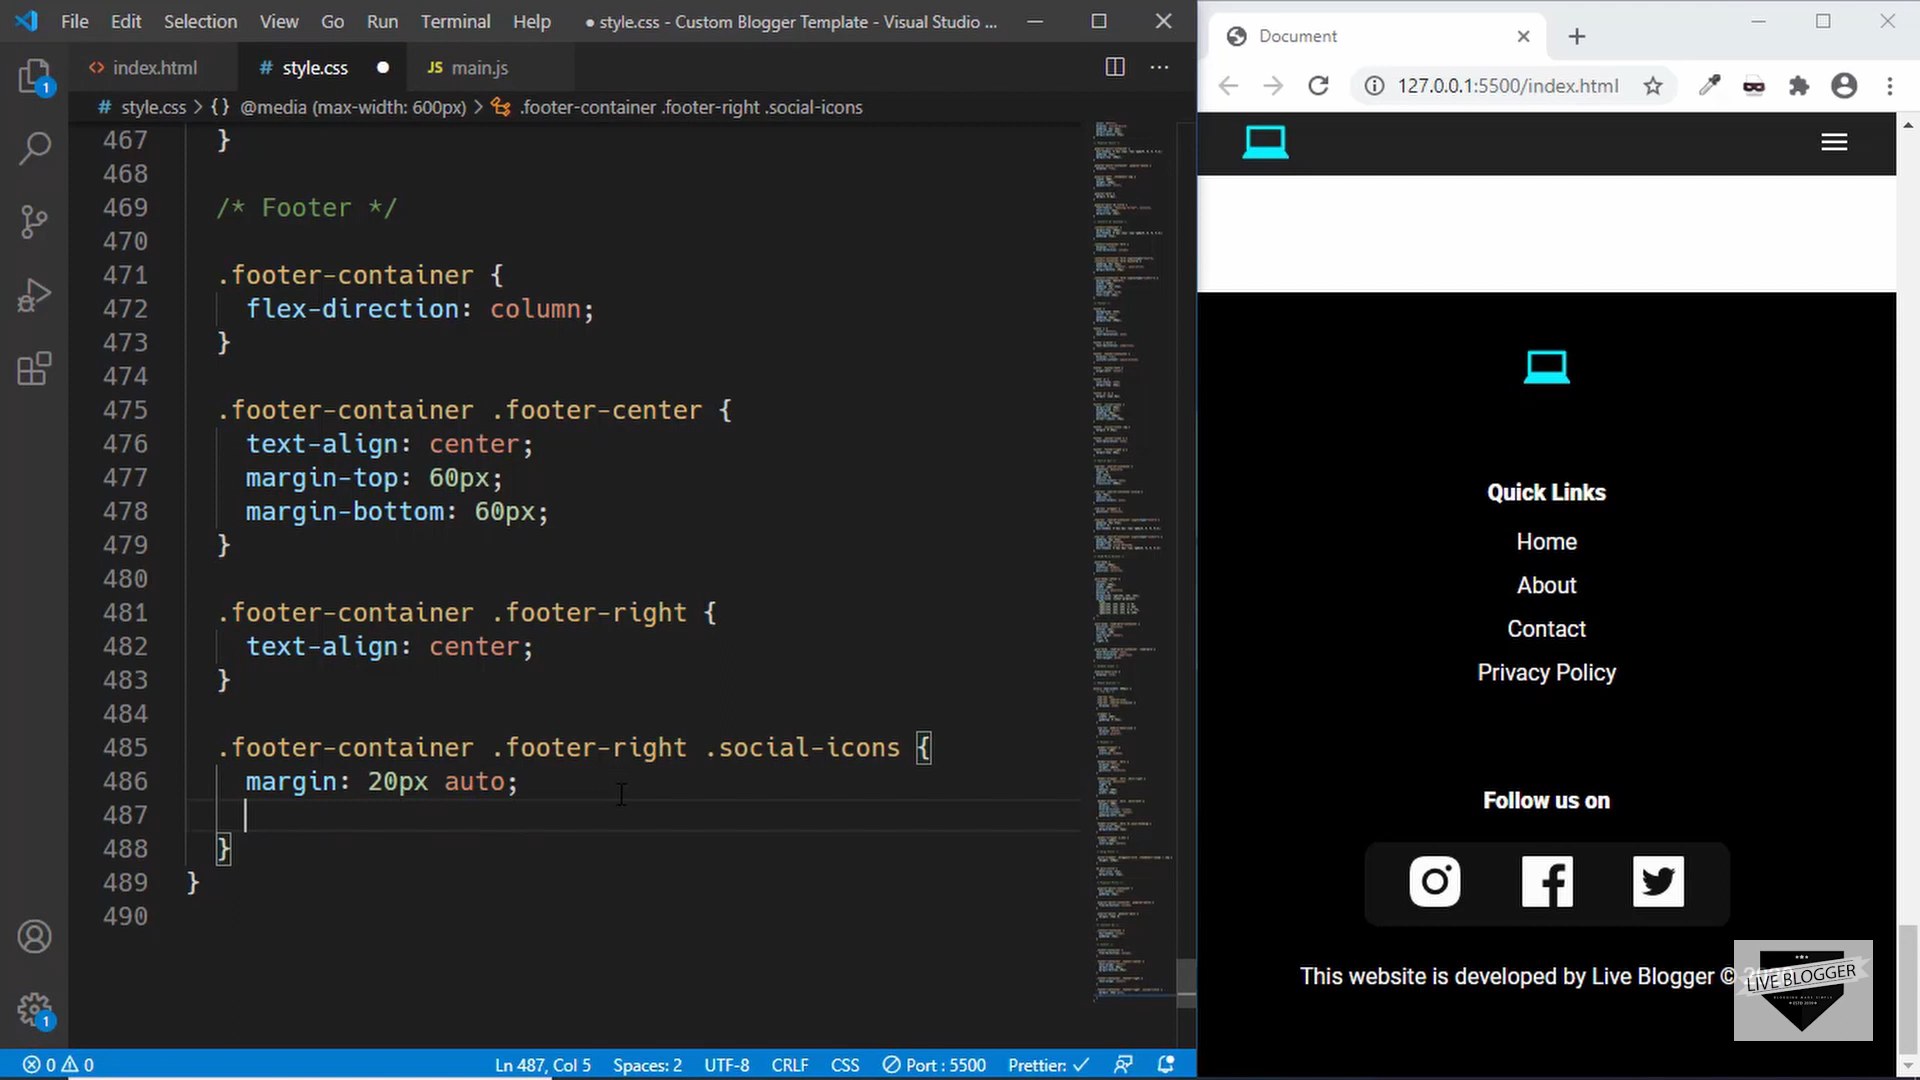 File Edit Selection View Go Run Terminal Help ● style.css - Custom Blogger Template - Visual Studio ...
<> index.html # style.css ● JS main.js ...
# style.css > {} @media (max-width: 600px) > .footer-container .footer-right .social-icons
467 }
468
469 /* Footer */
470
471 .footer-container {
472 flex-direction: column;
473 }
474
475 .footer-container .footer-center {
476 text-align: center;
477 margin-top: 60px;
478 margin-bottom: 60px;
479 }
480
481 .footer-container .footer-right {
482 text-align: center;
483 }
484
485 .footer-container .footer-right .social-icons {
486 margin: 20px auto;
487
488 }
489 }
490
1
1
0 0 Ln 487, Col 5 Spaces: 2 UTF-8 CRLF CSS Port : 5500 Prettier: ✓
Document
127.0.0.1:5500/index.html
Quick Links
Home
About
Contact
Privacy Policy
Follow us on
This website is developed by Live Blogger ©
LIVE BLOGGER